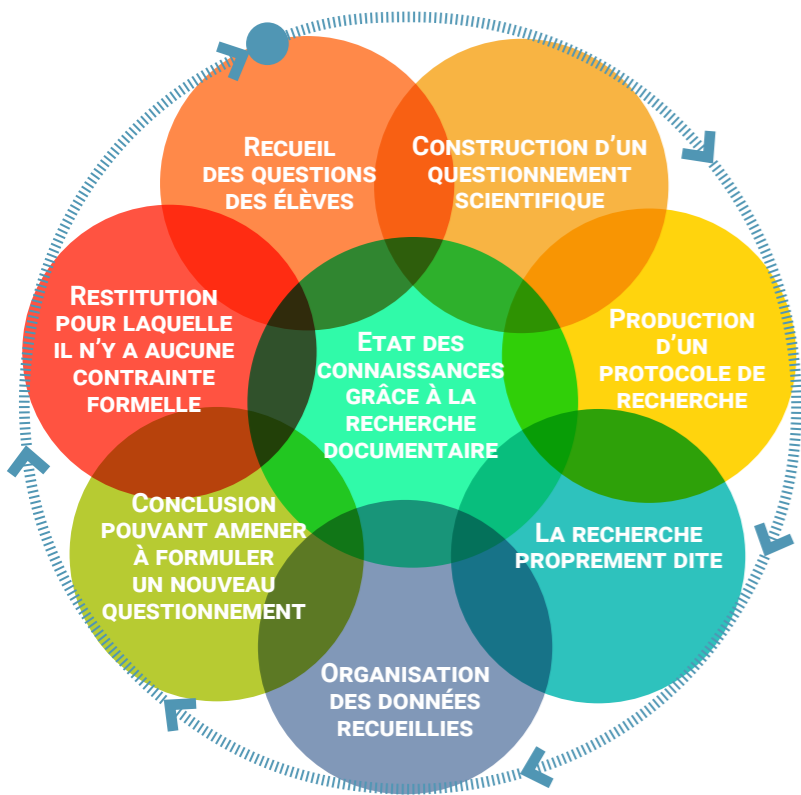 Recueil
des questions
des élèves
Construction d'un
questionnement
scientifique
Production
d'un
protocole de
recherche
La recherche
proprement dite
Organisation
des données
recueillies
Conclusion
pouvant amener
à formuler
un nouveau
questionnement
Restitution
pour laquelle
il n'y a aucune
contrainte
formelle
Etat des
connaissances
grâce à la
recherche
documentaire